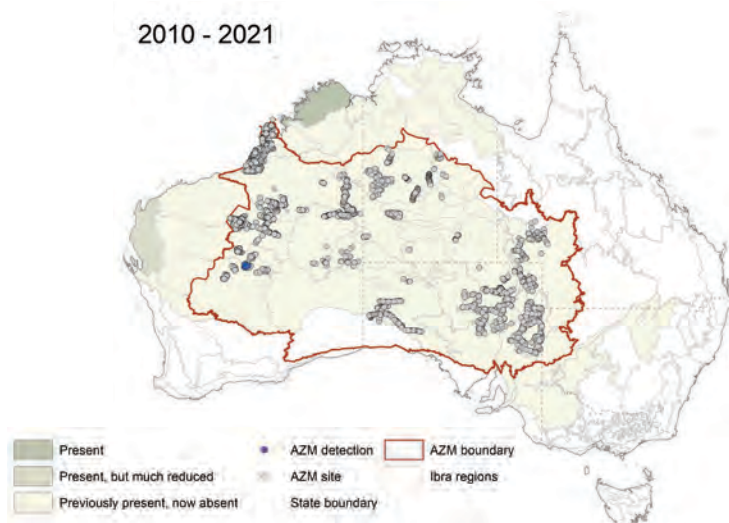 2010 - 2021
Present
Present, but much reduced
Previously present, now absent
AZM detection
AZM site
State boundary
AZM boundary
Ibra regions